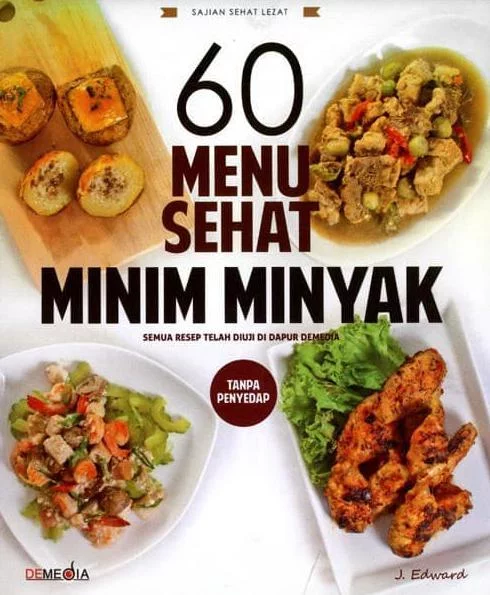 SAJIAN SEHAT LEZAT
60
MENU
SEHAT
MINIM MINYAK
SEMUA RESEP TELAH DIUJI DI DAPUR DEMEDIA
TANPA
PENYEDAP
DEMEDIA
J. Edward